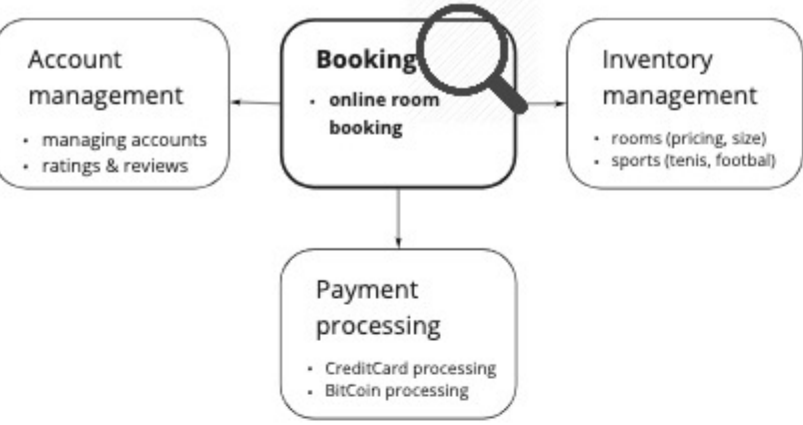 Account
management
• managing accounts
• ratings & reviews
Booking
• online room
booking
Inventory
management
• rooms (pricing, size)
• sports (tenis, footbal)
Payment
processing
• CreditCard processing
• BitCoin processing